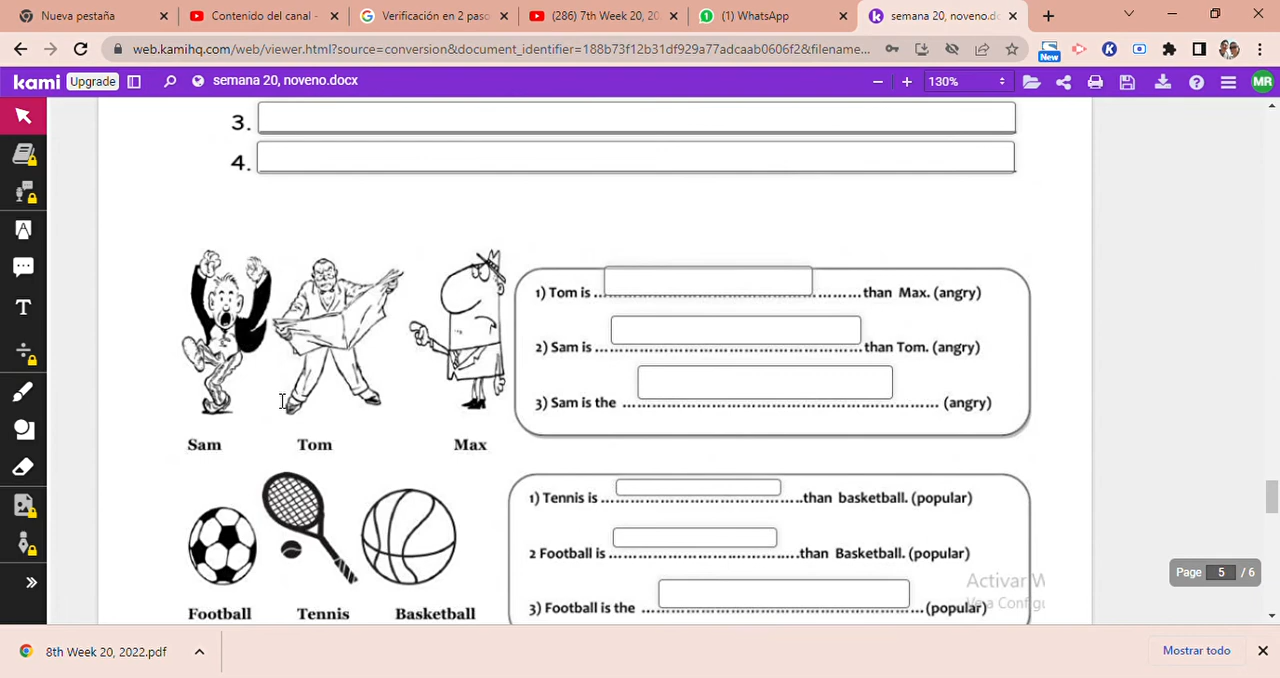 Nueva pestaña
Contenido del canal -
Verificación en 2 paso
(286) 7th Week 20, 20
(1) WhatsApp
semana 20, noveno.do
web.kamihq.com/web/viewer.html?source=conversion&document_identifier=188b73f12b31df929a77adcaab0606f2&filename...
New
kami Upgrade semana 20, noveno.docx 130% MR
3.
4.
1) Tom is ............than Max. (angry)
2) Sam is ............than Tom. (angry)
3) Sam is the ............ (angry)
Sam Tom Max
1) Tennis is ............than basketball. (popular)
2 Football is ............than Basketball. (popular)
3) Football is the ............ (popular)
Football Tennis Basketball
Activar W
Ve a Configu
Page 5 / 6
8th Week 20, 2022.pdf
Mostrar todo